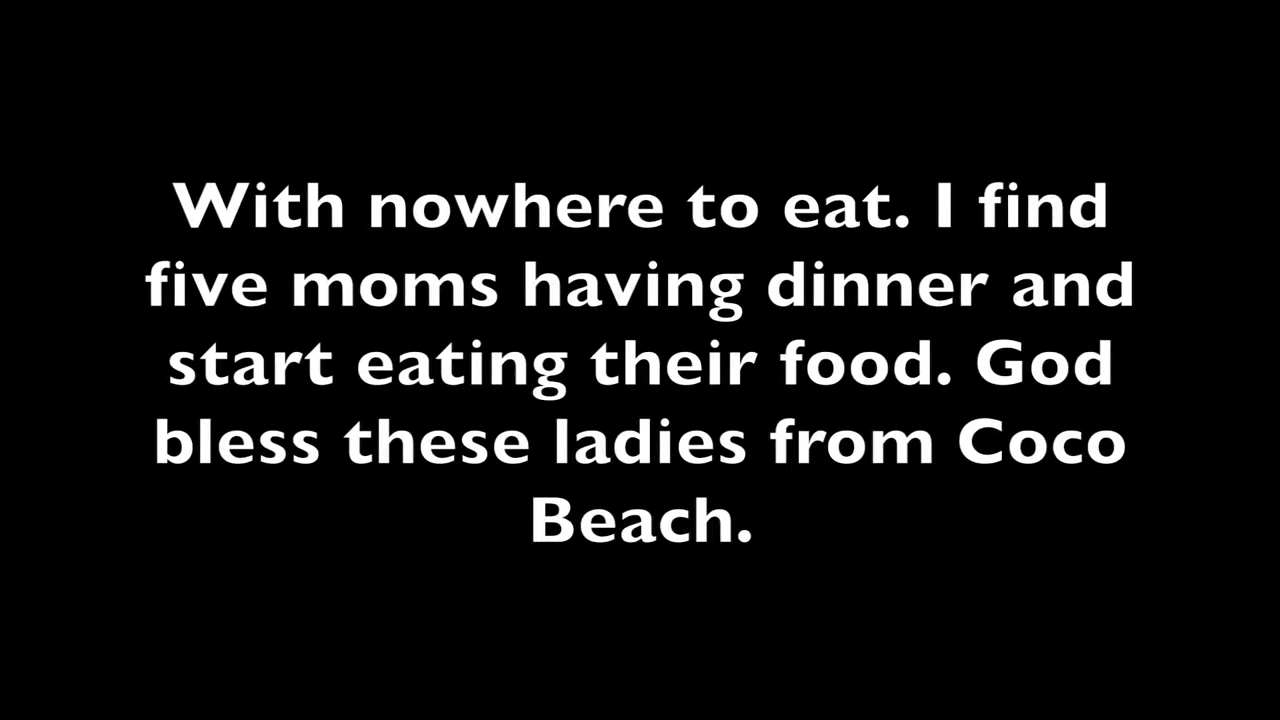 With nowhere to eat. I find
five moms having dinner and
start eating their food. God
bless these ladies from Coco
Beach.